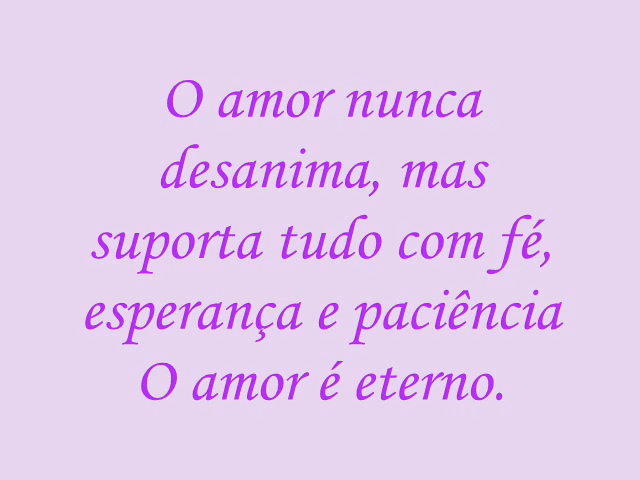 O amor nunca
desanima, mas
suporta tudo com fé,
esperança e paciência
O amor é eterno.